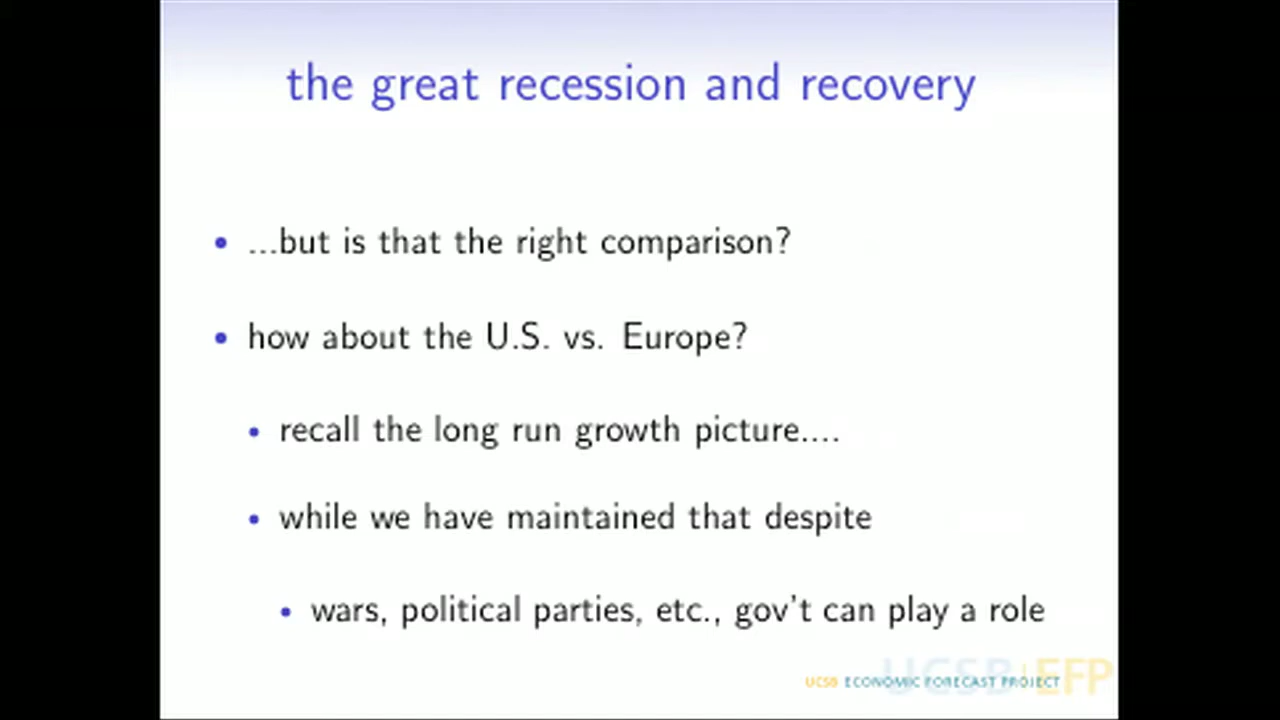 the great recession and recovery
...but is that the right comparison?
how about the U.S. vs. Europe?
recall the long run growth picture....
while we have maintained that despite
wars, political parties, etc., gov't can play a role
UCSB EFP
UCSB ECONOMIC FORECAST PROJECT